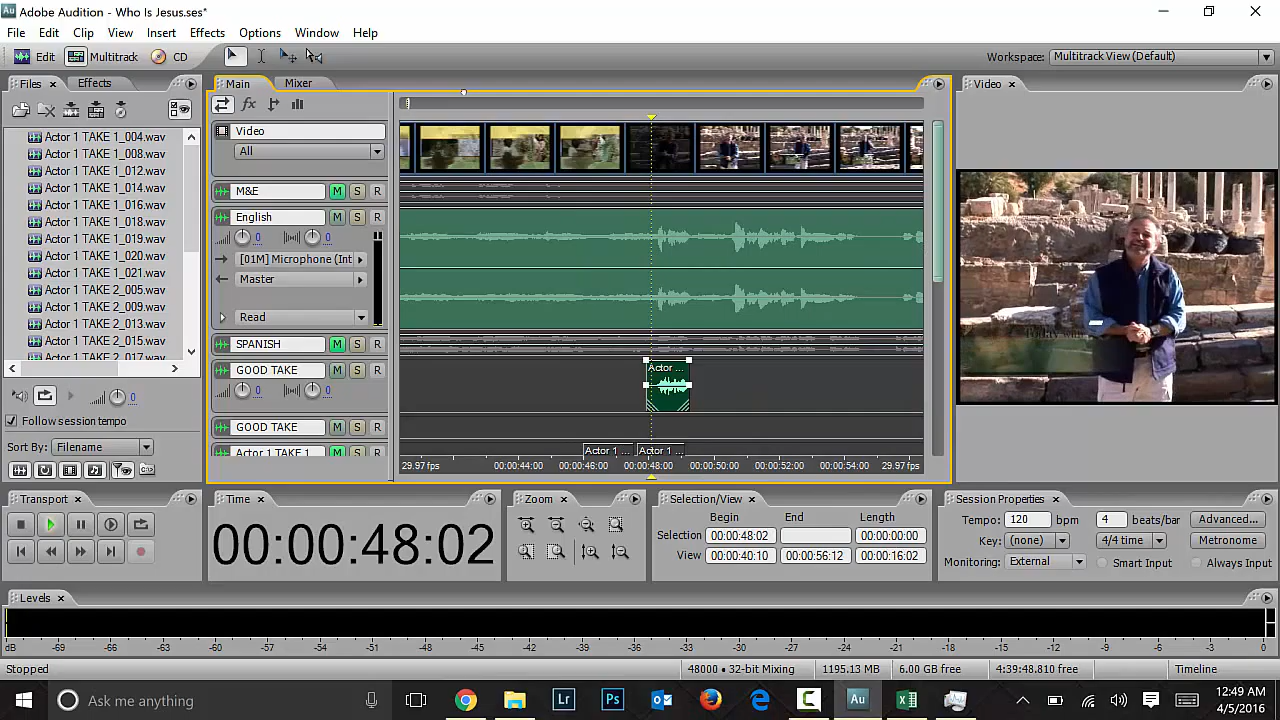 Au Adobe Audition - Who Is Jesus.ses*
File Edit Clip View Insert Effects Options Window Help
Edit Multitrack CD
Workspace: Multitrack View (Default)
Files Effects
Actor 1 TAKE 1_004.wav
Actor 1 TAKE 1_008.wav
Actor 1 TAKE 1_012.wav
Actor 1 TAKE 1_014.wav
Actor 1 TAKE 1_016.wav
Actor 1 TAKE 1_018.wav
Actor 1 TAKE 1_019.wav
Actor 1 TAKE 1_020.wav
Actor 1 TAKE 1_021.wav
Actor 1 TAKE 2_005.wav
Actor 1 TAKE 2_009.wav
Actor 1 TAKE 2_013.wav
Actor 1 TAKE 2_015.wav
Actor 1 TAKE 2_017.wav
0
Follow session tempo
Sort By: Filename
Main Mixer
fx
Video
All
M&E M S R
English M S R
0 0
[01M] Microphone (Int
Master
Read
SPANISH M S R
GOOD TAKE M S R
0 0
GOOD TAKE M S R
Actor 1 TAKE 1 M S R
Actor ...
Actor 1 ... Actor 1 ...
29.97 fps 00:00:44:00 00:00:46:00 00:00:48:00 00:00:50:00 00:00:52:00 00:00:54:00 29.97 fps
Video
Transport
Time
00:00:48:02
Zoom
Selection/View
Begin End Length
Selection 00:00:48:02 00:00:00:00
View 00:00:40:10 00:00:56:12 00:00:16:02
Session Properties
Tempo: 120 bpm 4 beats/bar Advanced...
Key: (none) 4/4 time Metronome
Monitoring: External Smart Input Always Input
Levels
dB -69 -66 -63 -60 -57 -54 -51 -48 -45 -42 -39 -36 -33 -30 -27 -24 -21 -18 -15 -12 -9 -6 -3 0
Stopped 48000 • 32-bit Mixing 1195.13 MB 6.00 GB free 4:39:48.810 free Timeline
Ask me anything
Lr Ps Au
12:49 AM
4/5/2016